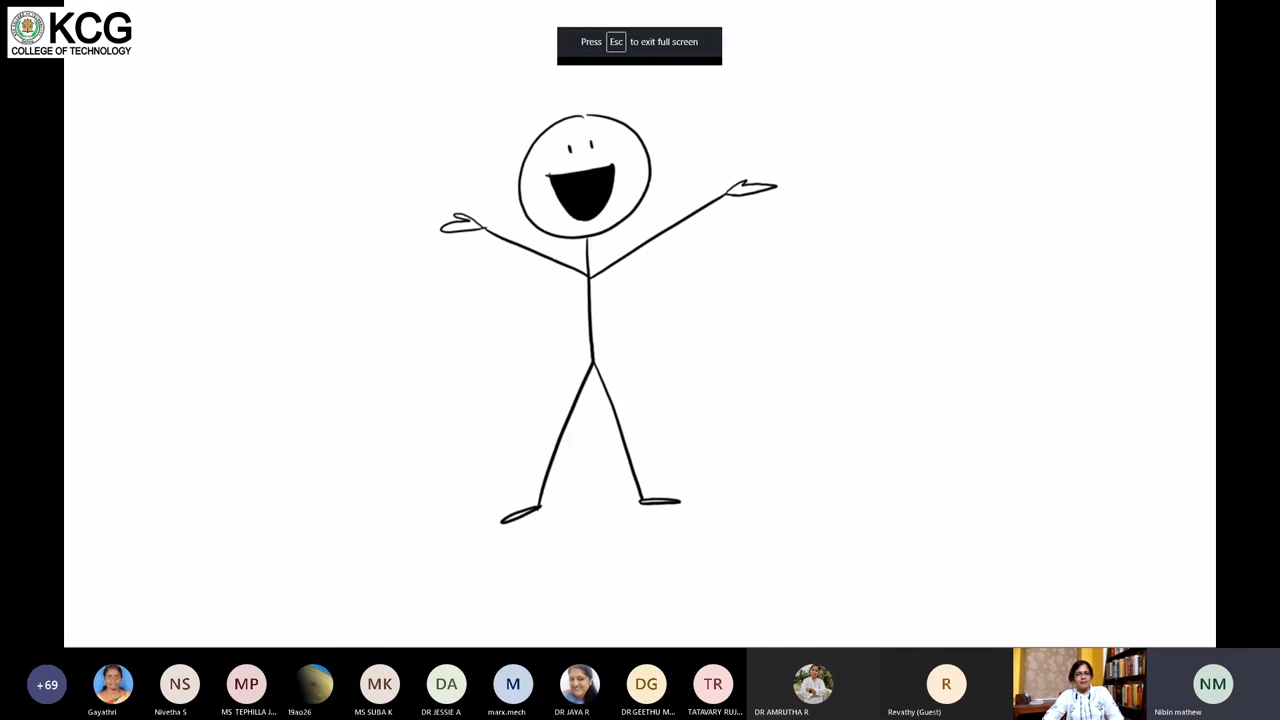 KCG
COLLEGE OF TECHNOLOGY
Press Esc to exit full screen
+69
NS
MP
MK
DA
M
DG
TR
R
NM
Gayathri
Nivetha S
MS TEPHILLA J...
19ao26
MS SUBA K
DR JESSIE A
marx.mech
DR JAYA R
DR GEETHU M...
TATAVARY RUJ...
DR AMRUTHA R
Revathy (Guest)
Nibin mathew